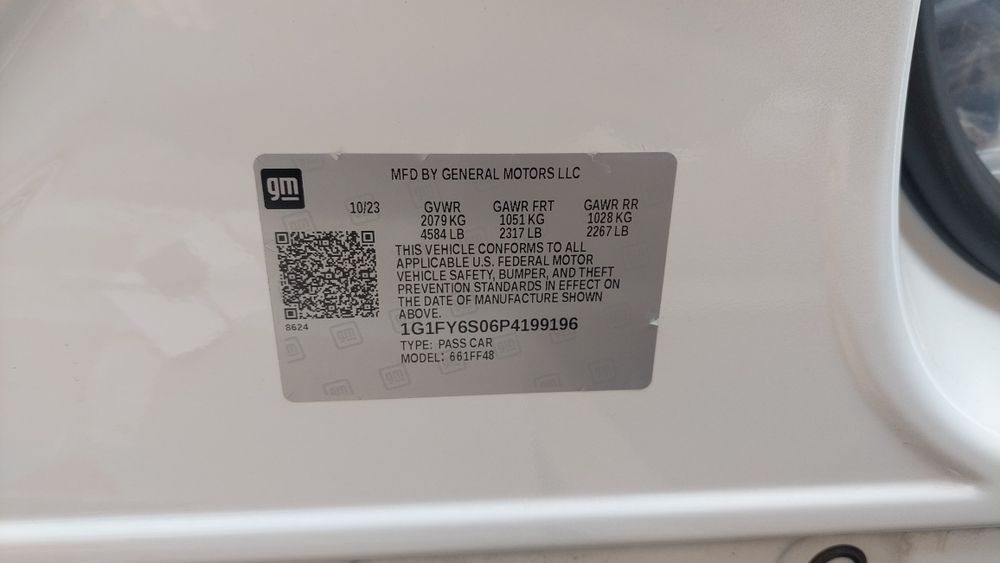 gm
MFD BY GENERAL MOTORS LLC
10/23 GVWR GAWR FRT GAWR RR
2079 KG 1051 KG 1028 KG
4584 LB 2317 LB 2267 LB
THIS VEHICLE CONFORMS TO ALL
APPLICABLE U.S. FEDERAL MOTOR
VEHICLE SAFETY, BUMPER, AND THEFT
PREVENTION STANDARDS IN EFFECT ON
THE DATE OF MANUFACTURE SHOWN
ABOVE.
8624
1G1FY6S06P4199196
TYPE: PASS CAR
MODEL: 661FF48